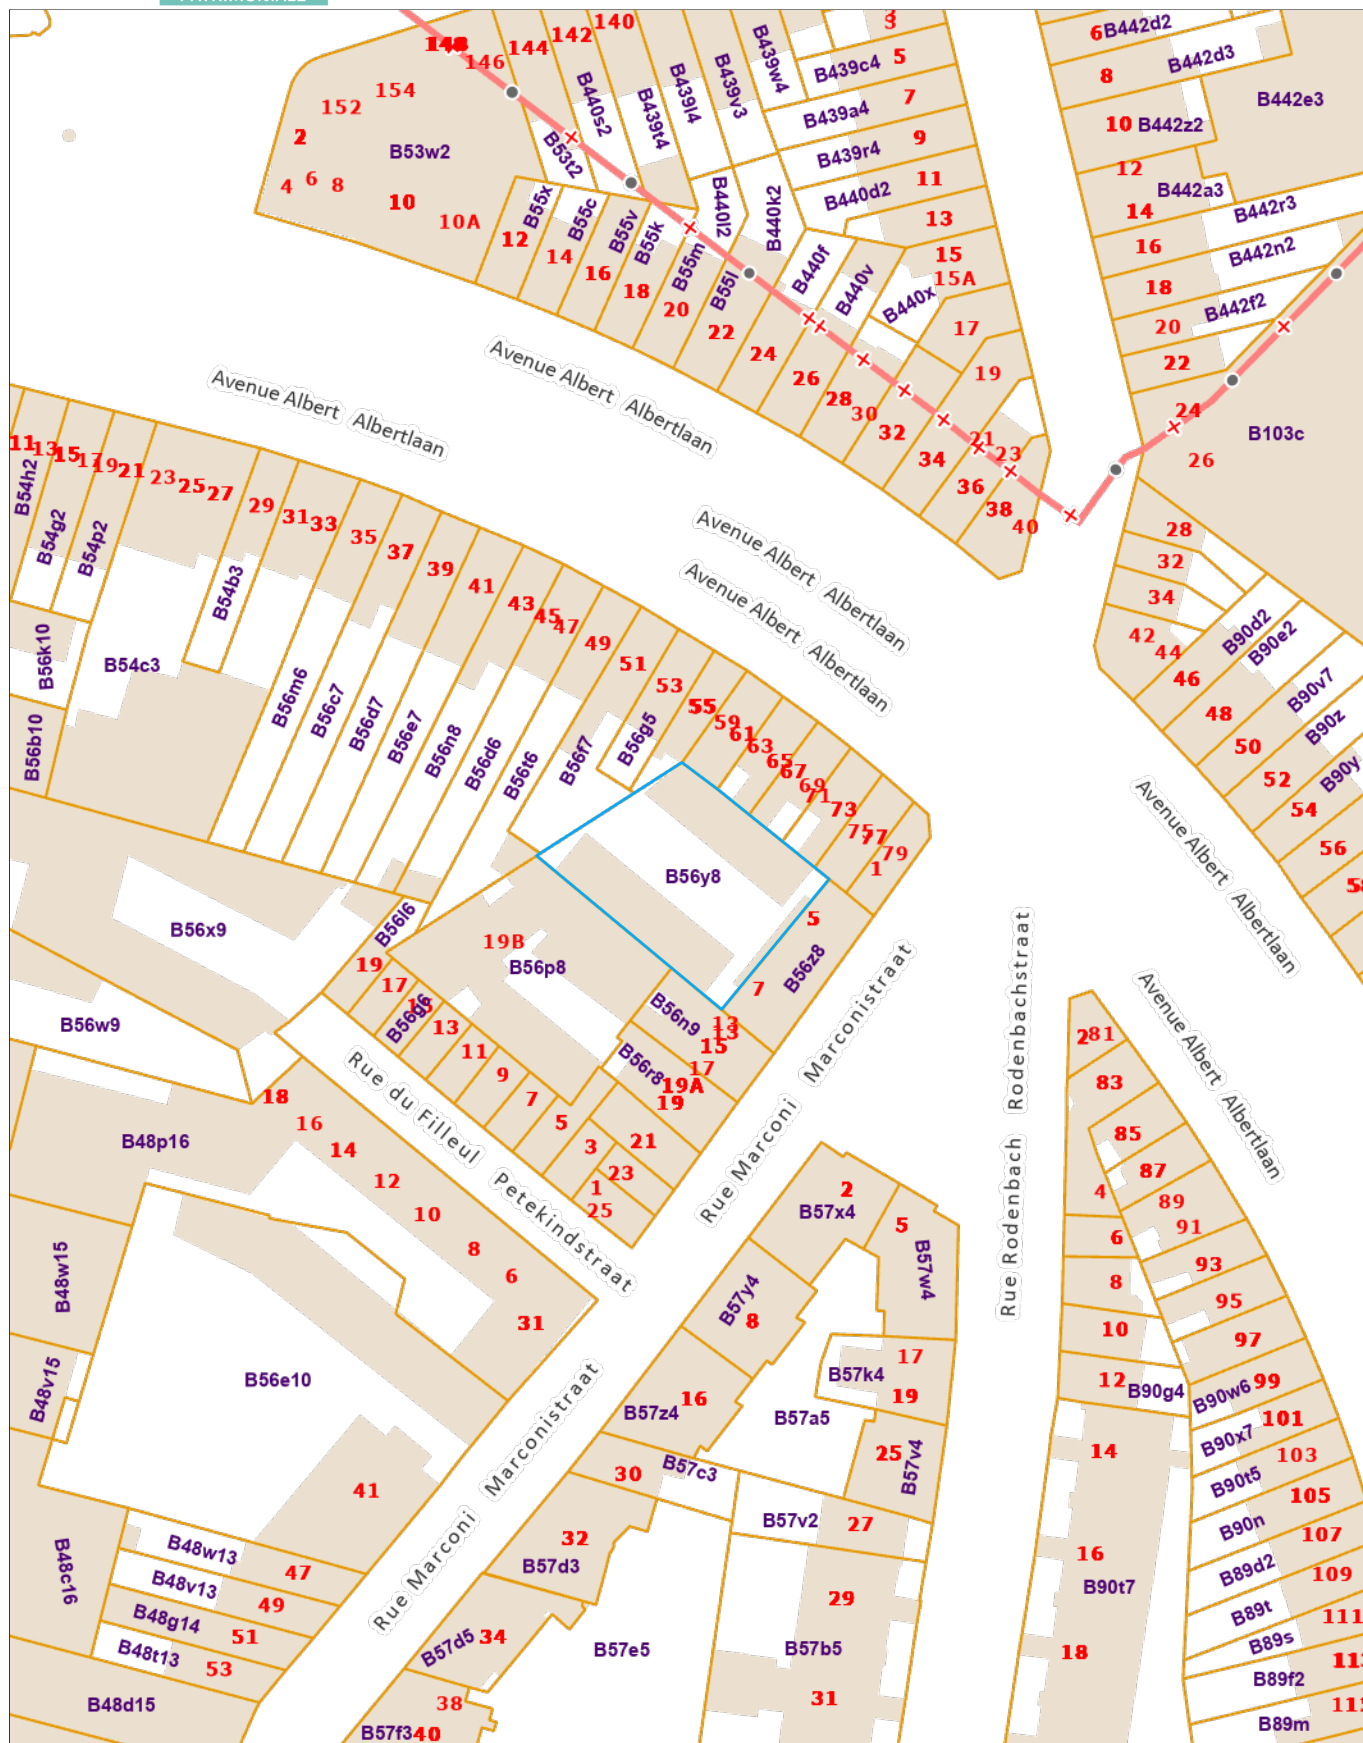 PATRIMONIALE
140
142
144
146
148
154
152
2
4
6
8
10
10A
B53w2
B53t2
B440s2
B439t4
B439l4
B439v3
B439w4
3
5
B439c4
7
B439a4
9
B439r4
11
B440d2
13
15
15A
17
19
21
23
B440l2
B440k2
B440f
B440v
B440x
B55x
B55c
B55v
B55k
B55m
B55l
12
14
16
18
20
22
24
26
28
30
32
34
36
38
40
6
B442d2
8
B442d3
10
B442z2
B442e3
12
B442a3
14
B442r3
16
B442n2
18
B442f2
20
22
24
26
B103c
28
32
34
42
44
46
48
50
52
54
56
B90d2
B90e2
B90v7
B90z
B90y
Avenue Albert Albertlaan
Avenue Albert Albertlaan
Avenue Albert Albertlaan
Avenue Albert Albertlaan
Avenue Albert Albertlaan
Avenue Albert Albertlaan
11
13
15
17
19
21
23
25
27
29
31
33
35
37
39
41
43
45
47
49
51
53
55
59
61
63
65
67
69
71
73
75
77
79
1
B54h2
B54g2
B54p2
B54b3
B54c3
B56k10
B56b10
B56m6
B56c7
B56d7
B56e7
B56n8
B56d6
B56t6
B56f7
B56g5
B56y8
B56z8
5
7
B56x9
B56w9
B56l6
19B
B56p8
B56n9
B56r8
B56g6
19
17
15
13
11
9
7
5
3
1
13
13
15
17
19A
19
21
23
25
Rue du Filleul Petekindstraat
Rue Marconi Marconistraat
Rue Marconi Marconistraat
Rue Rodenbach Rodenbachstraat
B48p16
18
16
14
12
10
8
6
31
B48w15
B48v15
B56e10
41
B48c16
B48w13
47
B48v13
49
B48g14
51
B48t13
53
B48d15
2
B57x4
5
B57w4
B57y4
8
B57k4
17
19
B57z4
16
B57a5
B57v4
25
30
B57c3
B57v2
27
32
B57d3
29
B57d5
34
B57e5
B57b5
31
38
B57f3
40
2
81
83
85
87
89
91
93
95
97
99
101
103
105
107
109
111
4
6
8
10
12
B90g4
B90w6
B90x7
B90t5
B90n
B89d2
B89t
B89s
B89f2
B89m
14
16
B90t7
18